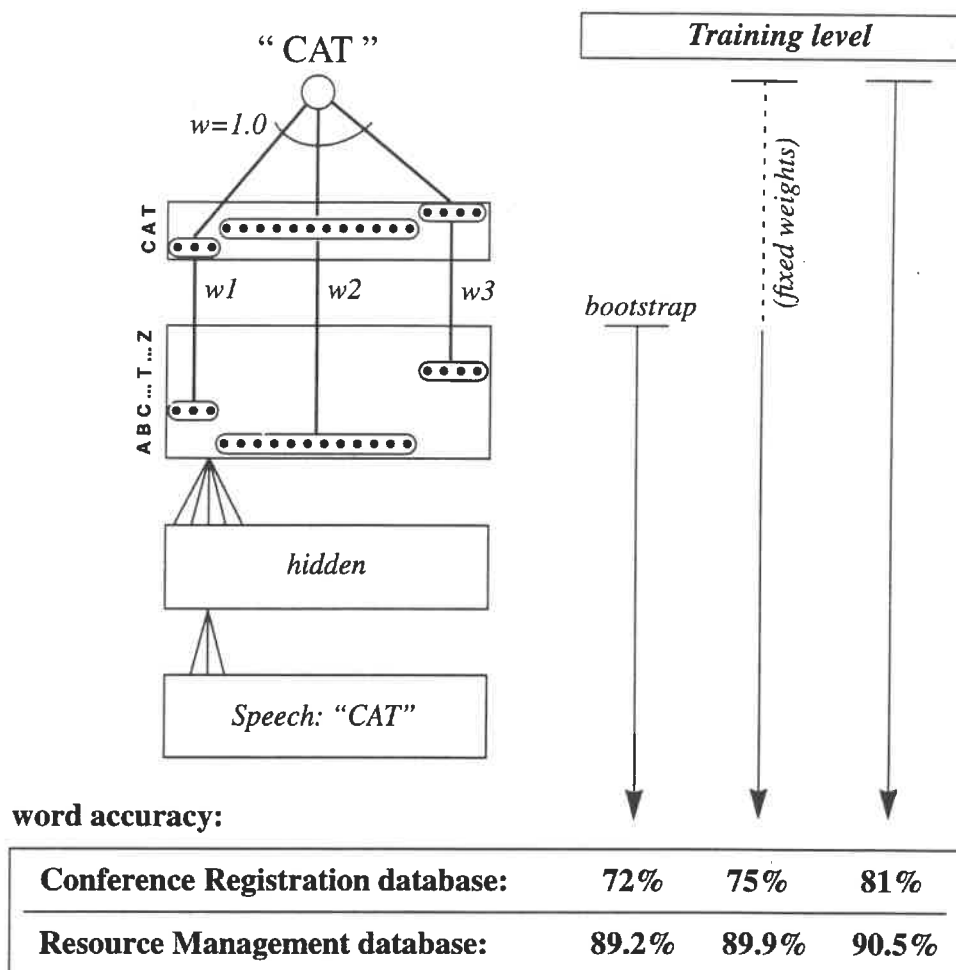 Training level
“ CAT ”
w=1.0
(fixed weights)
C A T
w1
w2
w3
bootstrap
A B C ... T ... Z
hidden
Speech: “CAT”
word accuracy:
Conference Registration database: 72% 75% 81%
Resource Management database: 89.2% 89.9% 90.5%